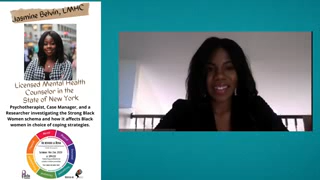 Jasmine Belvin, LMHC
Licensed Mental Health
Counselor in the
State of New York
Psychotherapist, Case Manager, and a
Researcher investigating the Strong Black
Women schema and how it affects Black
women in choice of coping strategies.